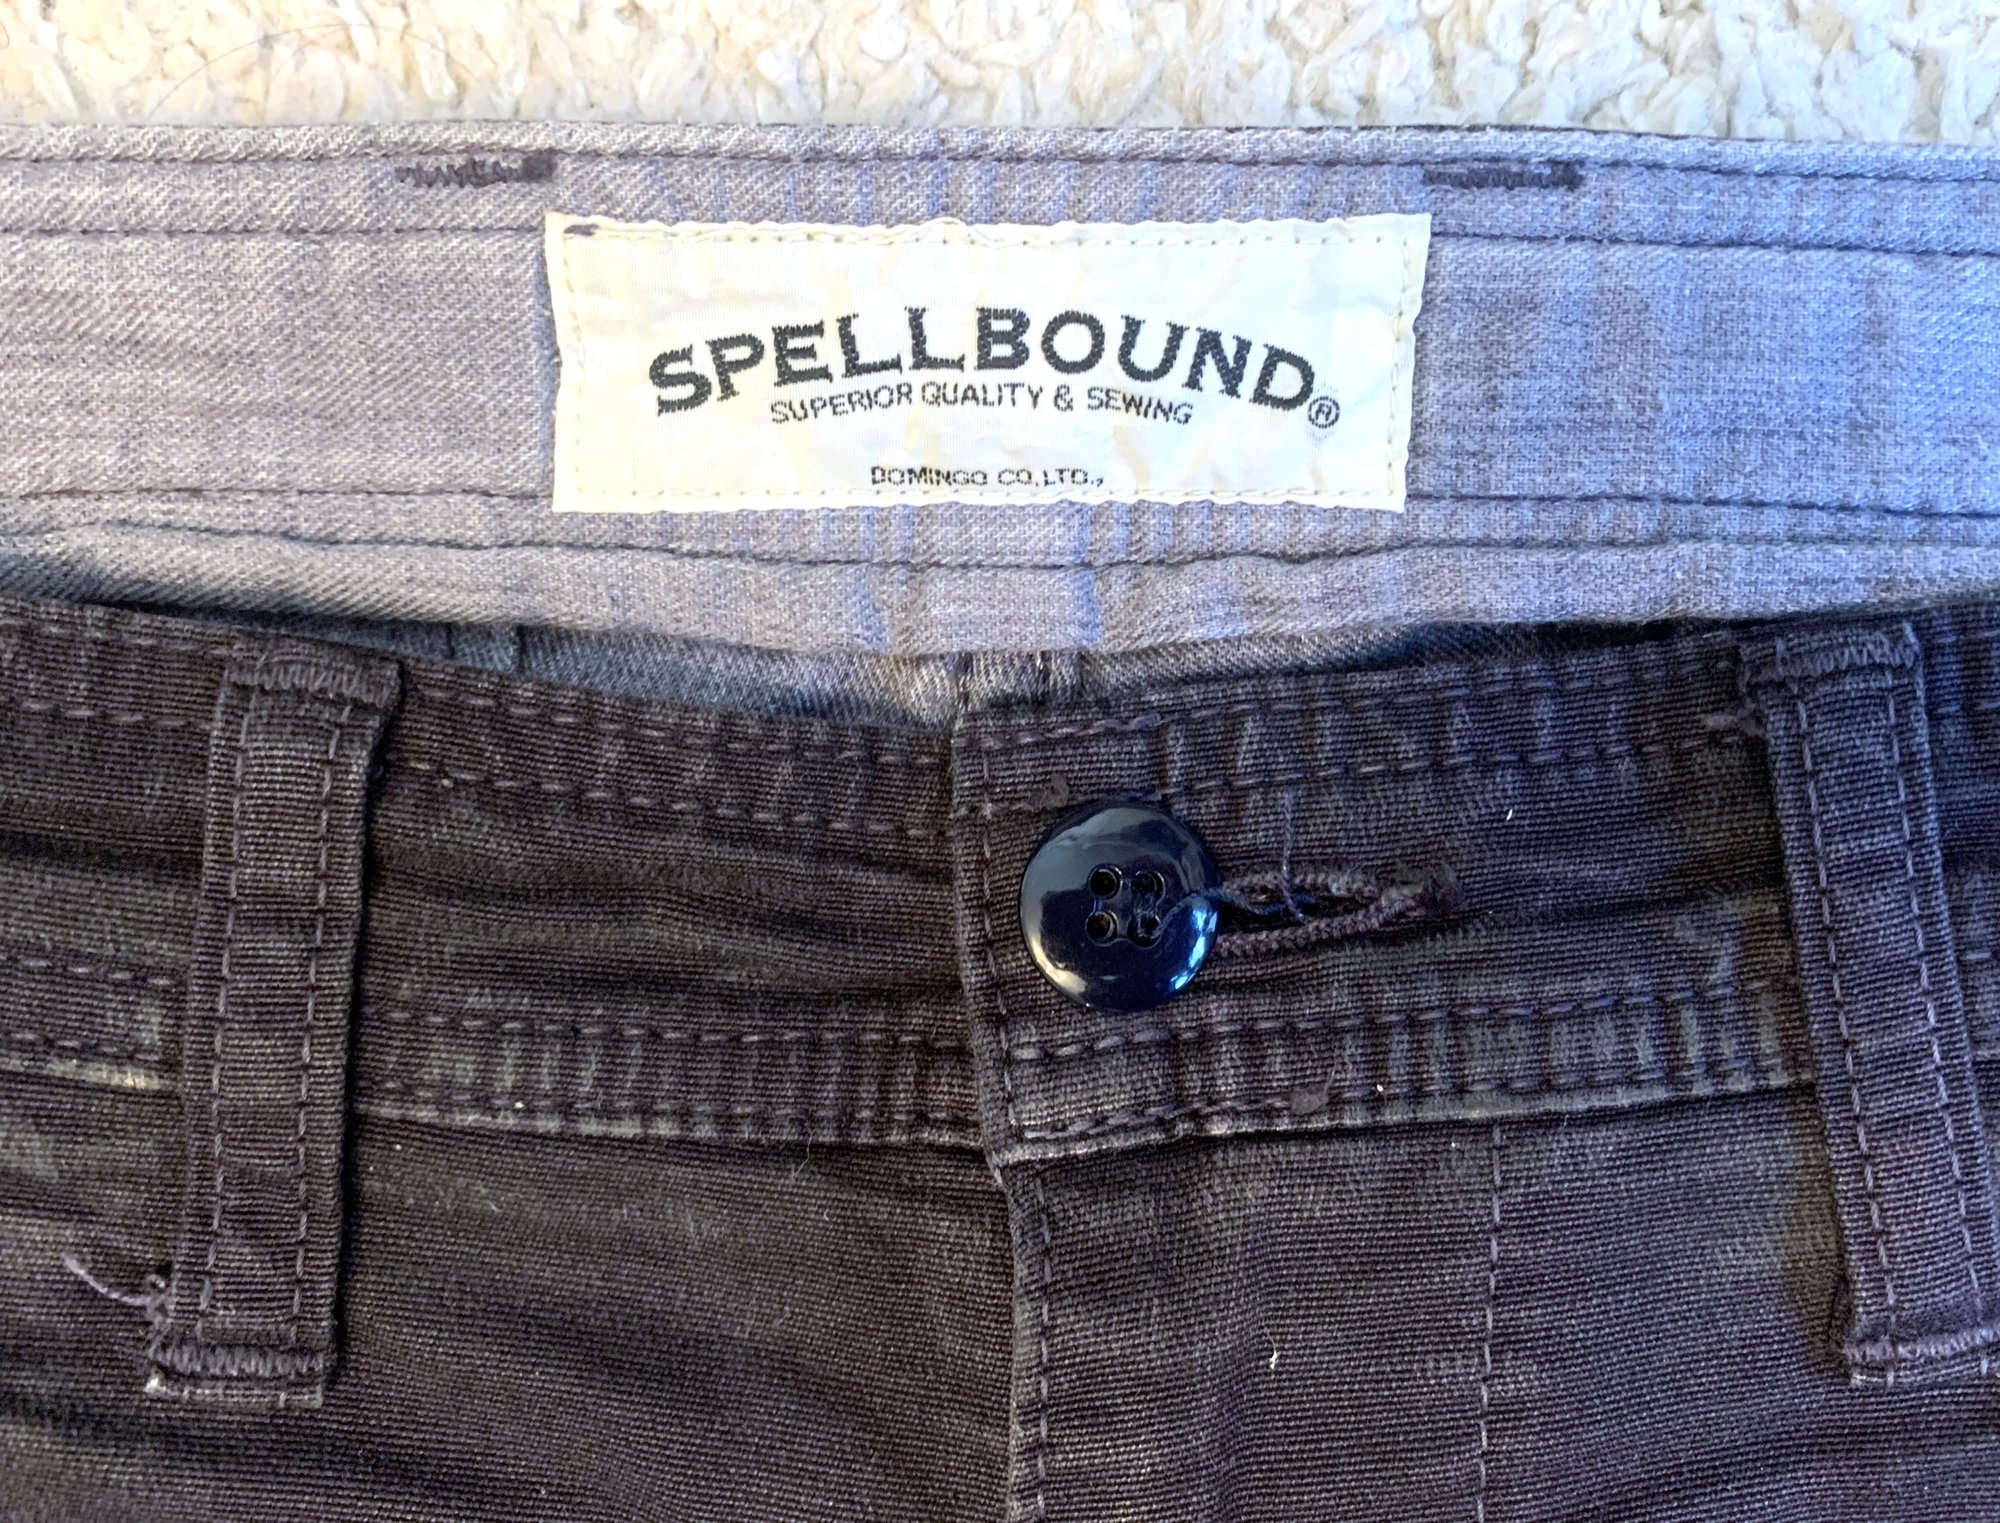 SPELLBOUND®
SUPERIOR QUALITY & SEWING
DOMINGO CO.,LTD.,